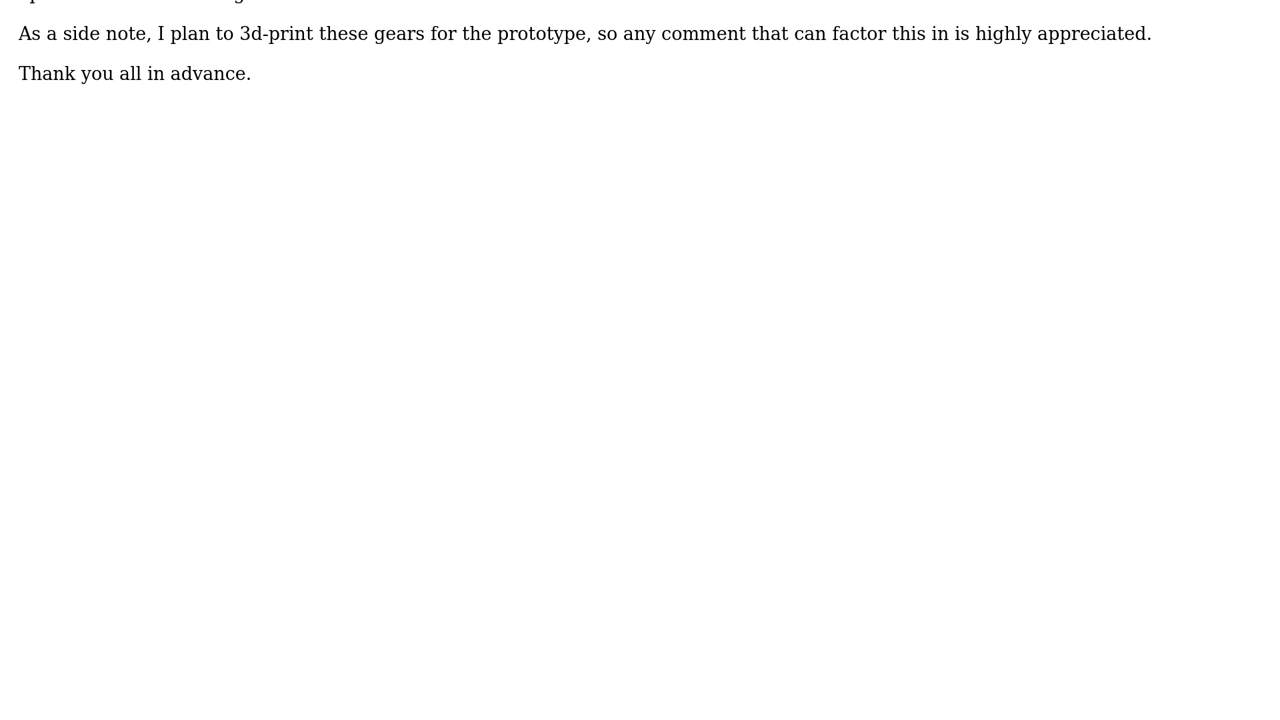 As a side note, I plan to 3d-print these gears for the prototype, so any comment that can factor this in is highly appreciated.
Thank you all in advance.